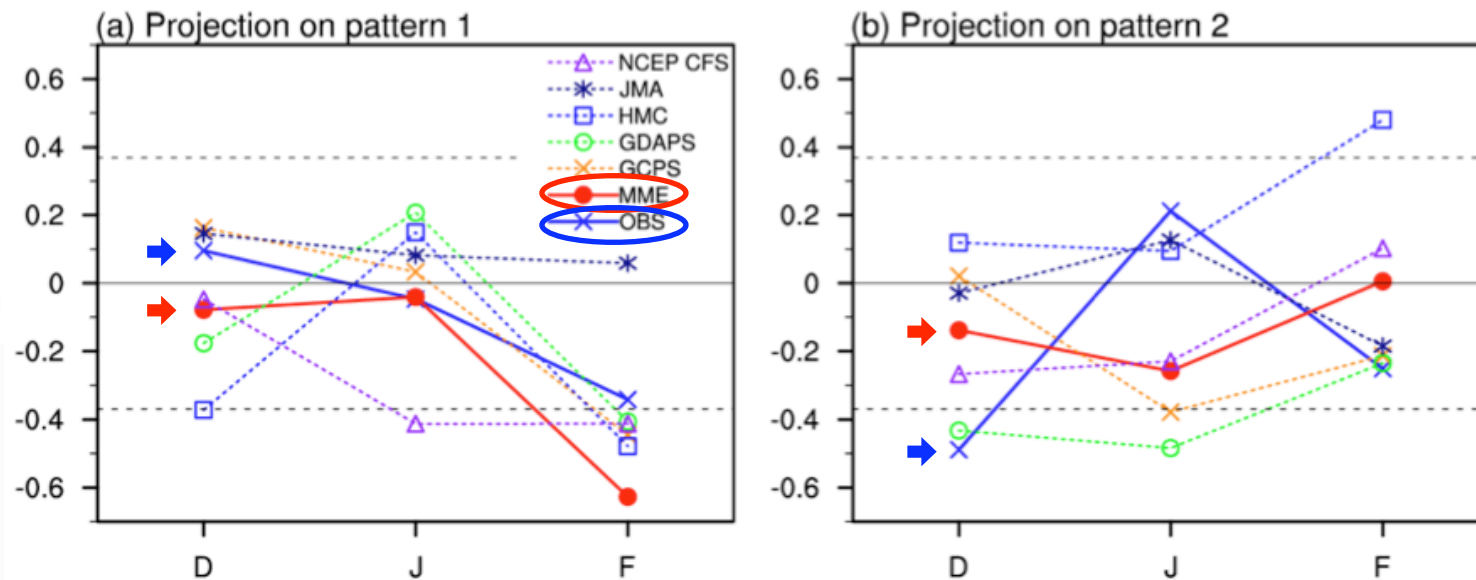 (a) Projection on pattern 1
NCEP CFS
JMA
HMC
GDAPS
GCPS
MME
OBS
0.6
0.4
0.2
0
-0.2
-0.4
-0.6
D J F
(b) Projection on pattern 2
0.6
0.4
0.2
0
-0.2
-0.4
-0.6
D J F